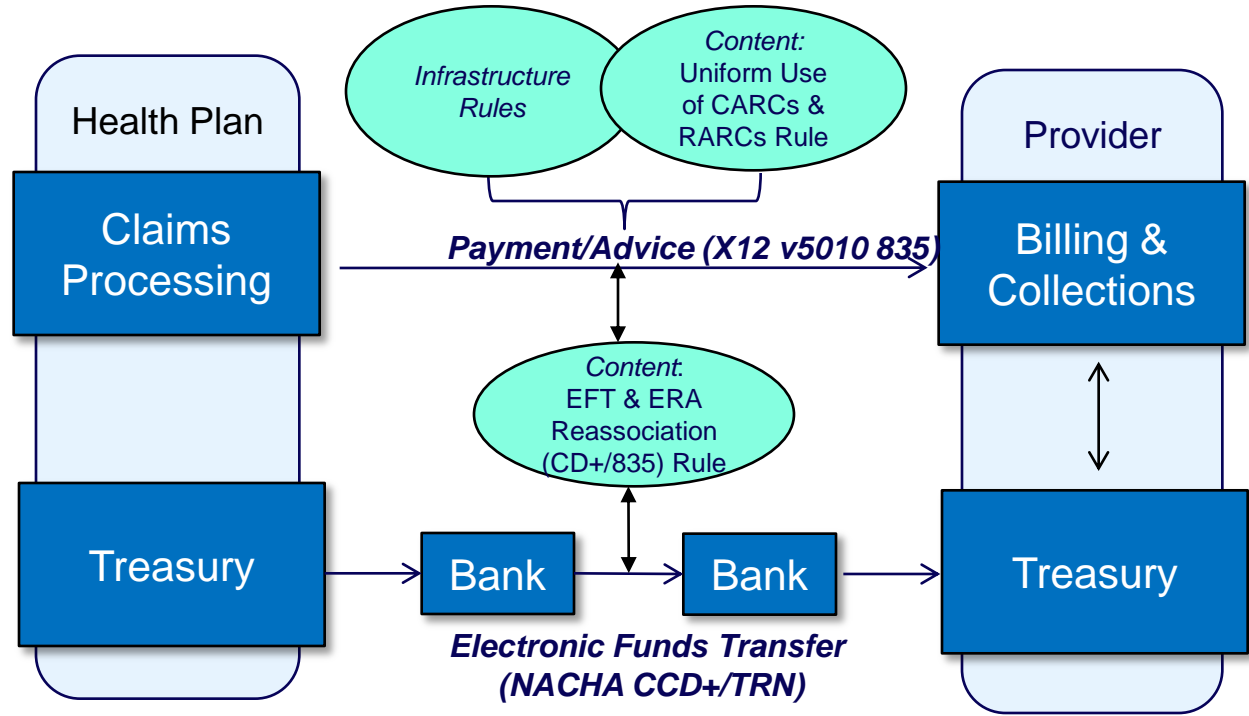 Health Plan
Claims
Processing
Treasury
Infrastructure
Rules
Content:
Uniform Use
of CARCs &
RARCs Rule
Payment/Advice (X12 v5010 835)
Content:
EFT & ERA
Reassociation
(CD+/835) Rule
Bank
Bank
Electronic Funds Transfer
(NACHA CCD+/TRN)
Provider
Billing &
Collections
Treasury